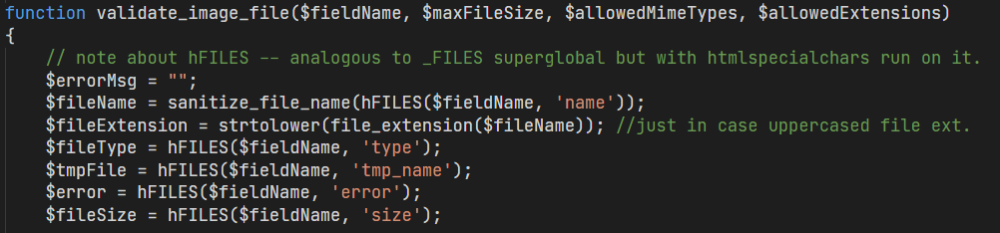 function validate_image_file($fieldName, $maxFileSize, $allowedMimeTypes, $allowedExtensions)
{
    // note about hFILES -- analogous to _FILES superglobal but with htmlspecialchars run on it.
    $errorMsg = "";
    $fileName = sanitize_file_name(hFILES($fieldName, 'name'));
    $fileExtension = strtolower(file_extension($fileName)); //just in case uppercased file ext.
    $fileType = hFILES($fieldName, 'type');
    $tmpFile = hFILES($fieldName, 'tmp_name');
    $error = hFILES($fieldName, 'error');
    $fileSize = hFILES($fieldName, 'size');